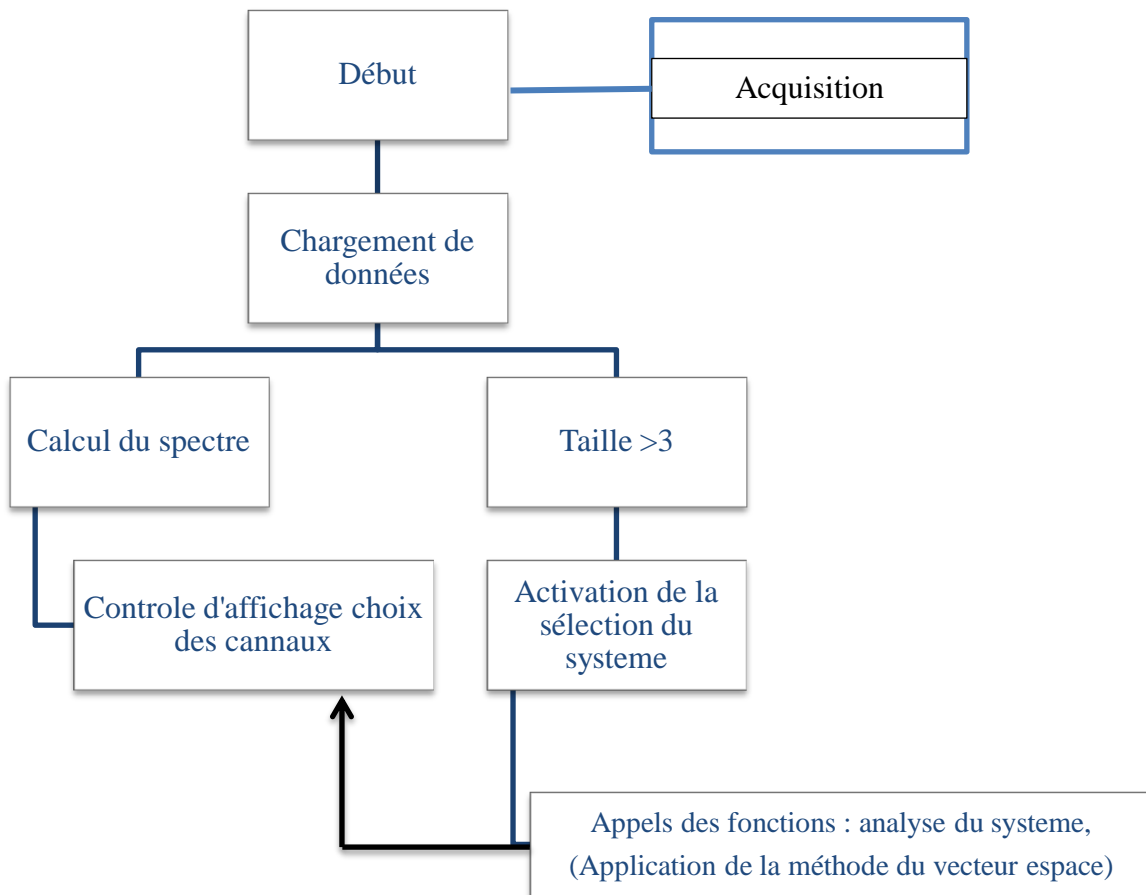 Début
Acquisition
Chargement de
données
Calcul du spectre
Taille >3
Controle d'affichage choix
des cannaux
Activation de la
sélection du
systeme
Appels des fonctions : analyse du systeme,
(Application de la méthode du vecteur espace)